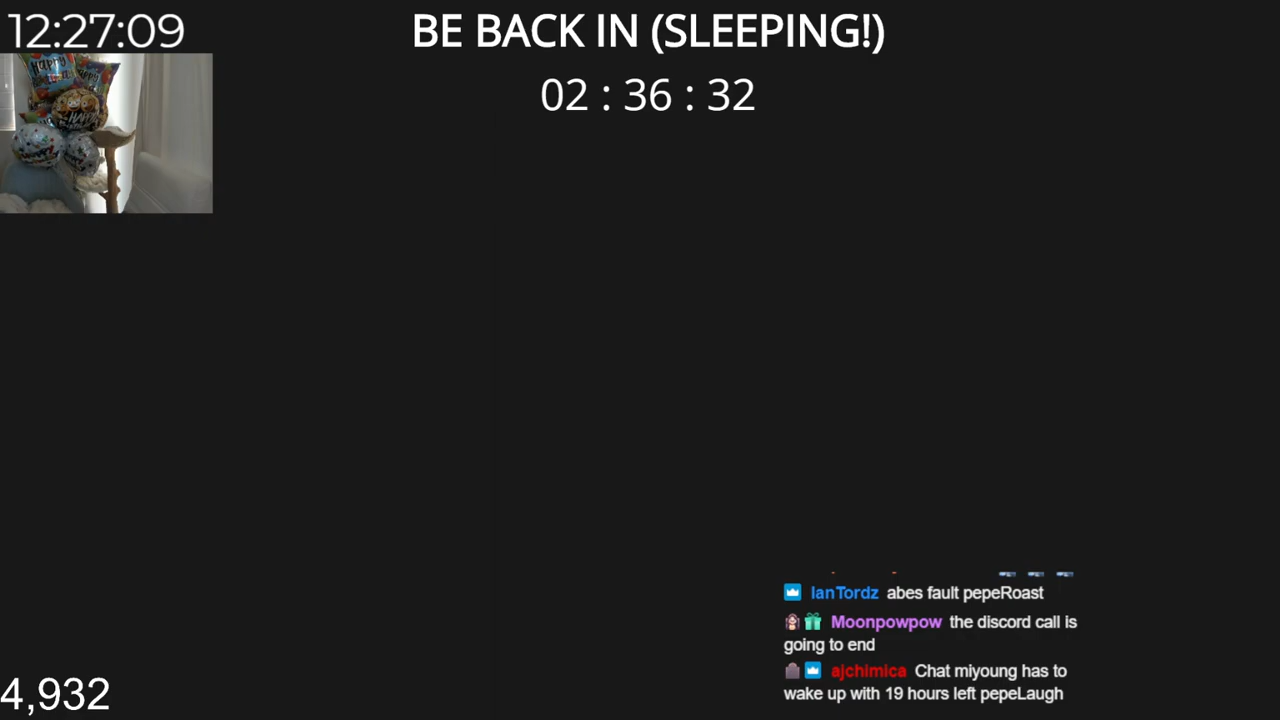 12:27:09
BE BACK IN (SLEEPING!)
02 : 36 : 32
HAPPY
IanTordz abes fault pepeRoast
Moonpowpow the discord call is
going to end
ajchimica Chat miyoung has to
wake up with 19 hours left pepeLaugh
4,932